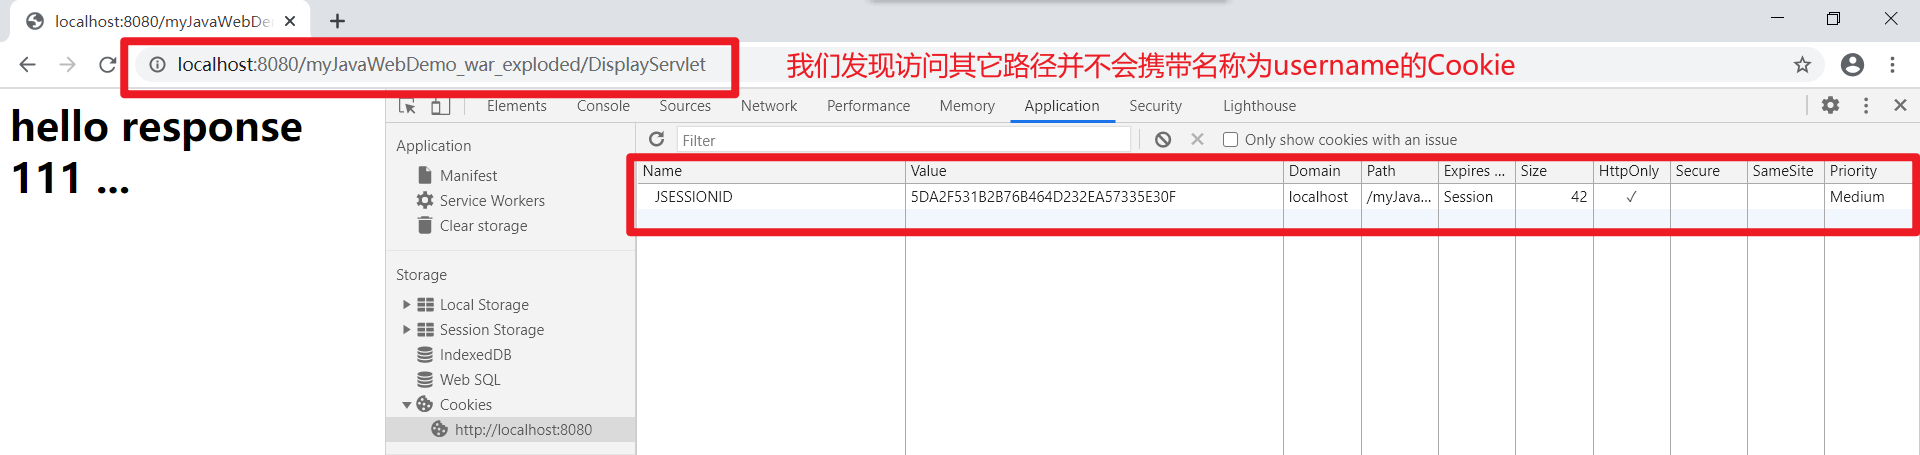 localhost:8080/myJavaWebDe
localhost:8080/myJavaWebDemo_war_exploded/DisplayServlet
我们发现访问其它路径并不会携带名称为username的Cookie
hello response
111 ...
Elements Console Sources Network Performance Memory Application Security Lighthouse
Application
Manifest
Service Workers
Clear storage
Storage
Local Storage
Session Storage
IndexedDB
Web SQL
Cookies
http://localhost:8080
Filter Only show cookies with an issue
Name Value Domain Path Expires ... Size HttpOnly Secure SameSite Priority
JSESSIONID 5DA2F531B2B76B464D232EA57335E30F localhost /myJava... Session 42 ✓ Medium